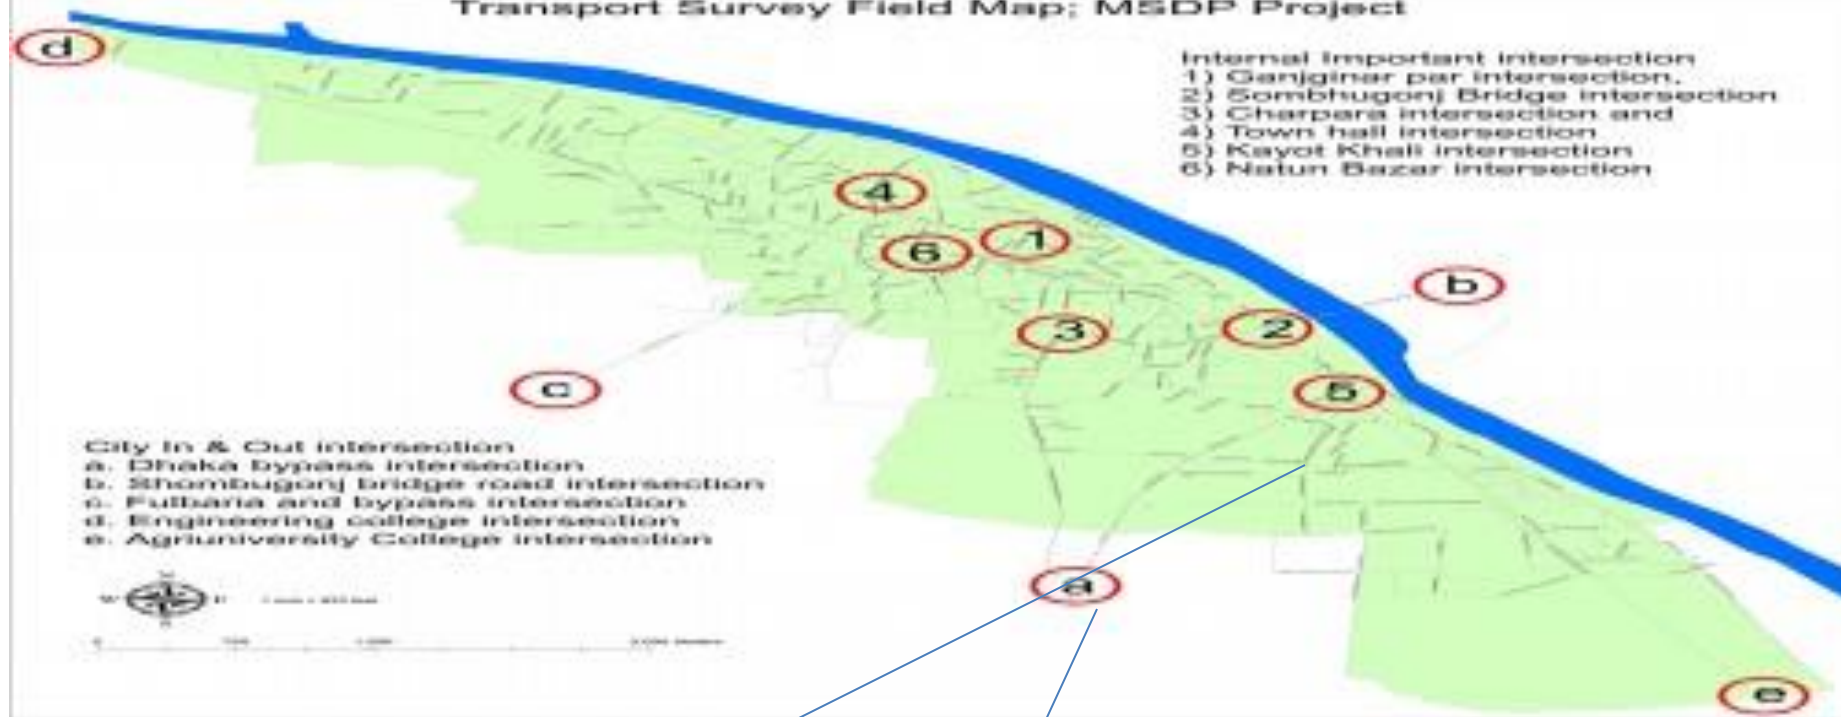 Transport Survey Field Map; MSDP Project
d
Internal Important intersection
1) Ganjginar par intersection.
2) Sombhugonj Bridge intersection
3) Charpara intersection and
4) Town hall intersection
5) Kayot Khali intersection
6) Natun Bazar intersection
4
1
6
b
3
2
c
5
City In & Out intersection
a. Dhaka bypass intersection
b. Shombugonj bridge road intersection
c. Fulbaria and bypass intersection
d. Engineering college intersection
e. Agriuniversity College intersection
a
W E
e